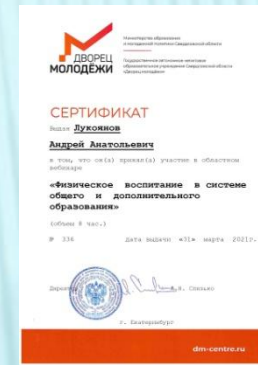 ДВОРЕЦ
МОЛОДЁЖИ
Министерство образования
и молодежной политики Свердловской области
Государственное автономное нетиповое
образовательное учреждение Свердловской области
«Дворец молодёжи»
СЕРТИФИКАТ
Выдан Лукоянов
Андрей Анатольевич
в том, что он(а) принял(а) участие в областном
вебинаре
«Физическое воспитание в системе
общего и дополнительного
образования»
(объем 8 час.)
№ 336 Дата выдачи «31» марта 2021г.
Директор
г. Екатеринбург
dm-centre.ru